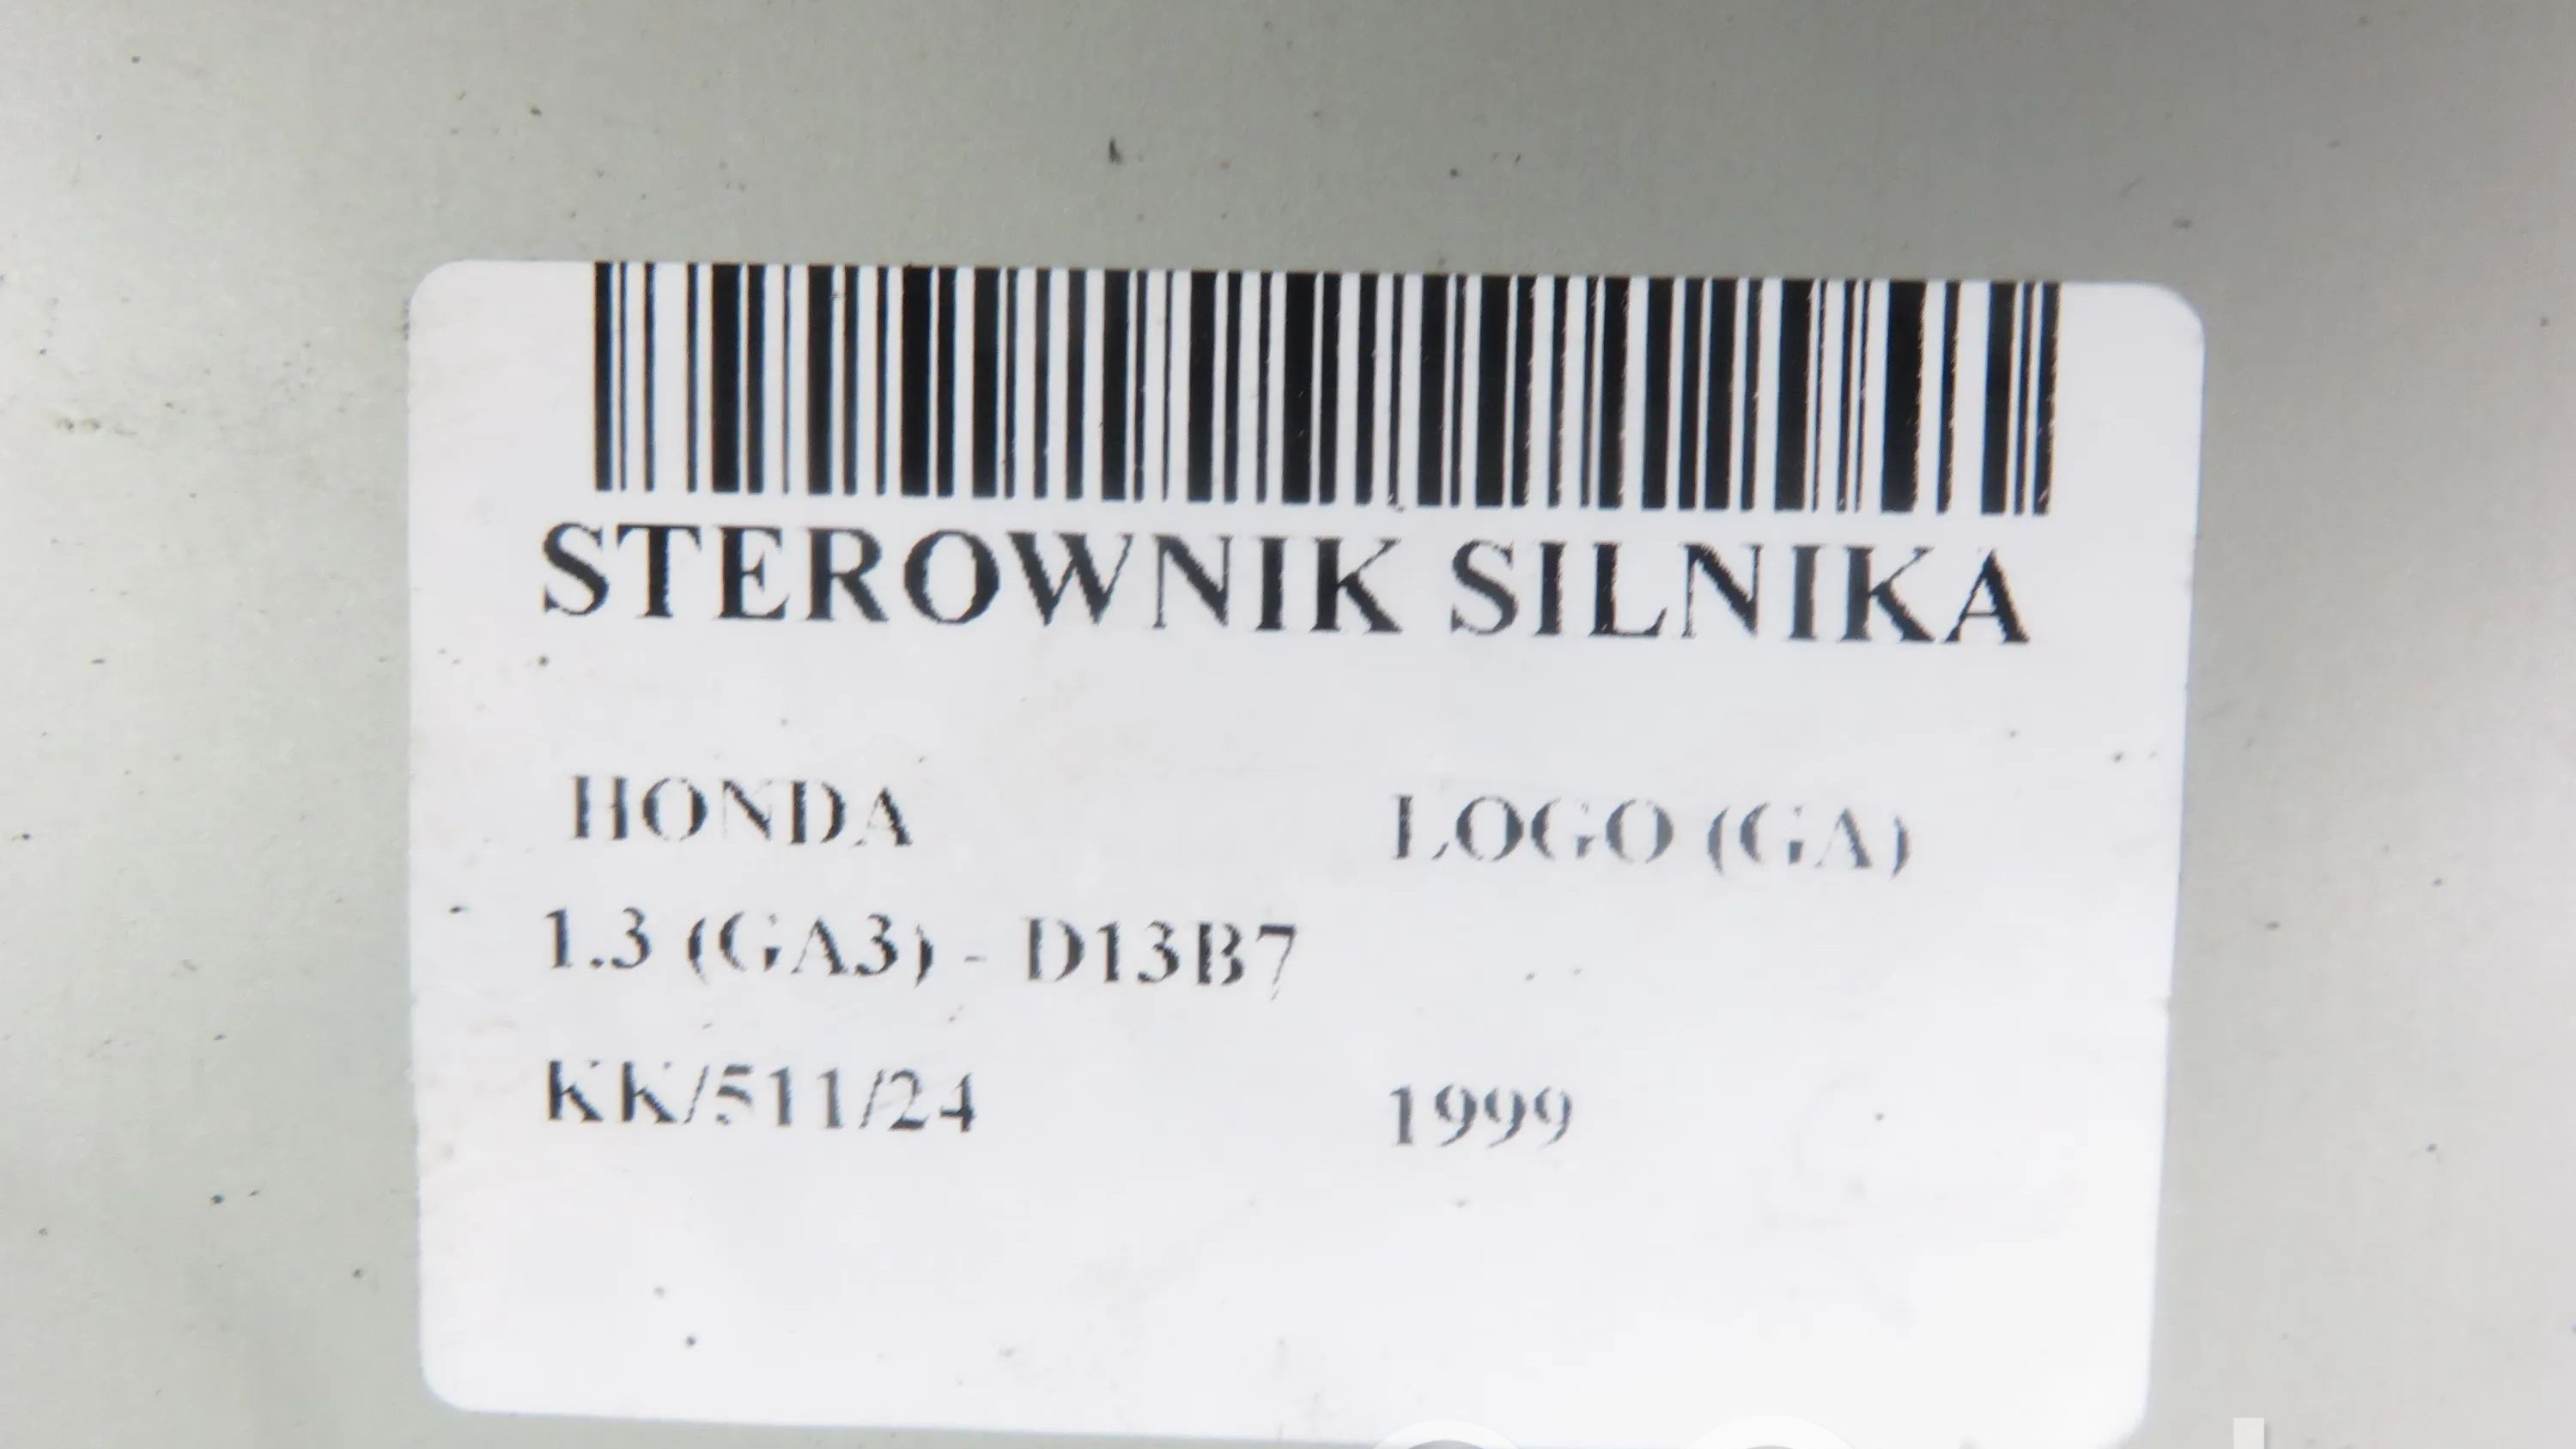 STEROWNIK SILNIKA
HONDA LOGO (GA)
1.3 (GA3) - D13B7
KK/511/24 1999